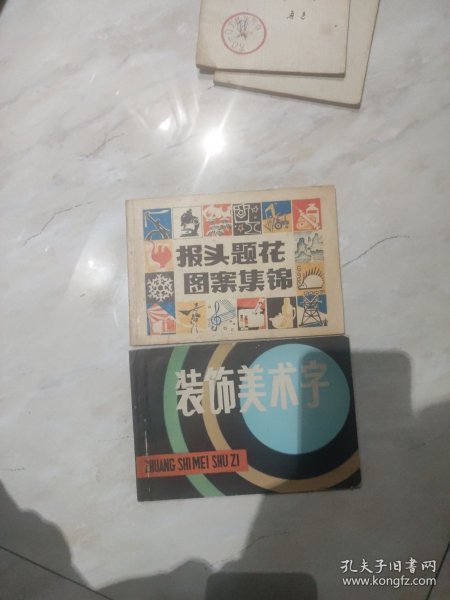 报头题花
图案集锦
装饰美术字
ZHUANG SHI MEI SHU ZI
孔夫子旧书网
www.kongfz.com